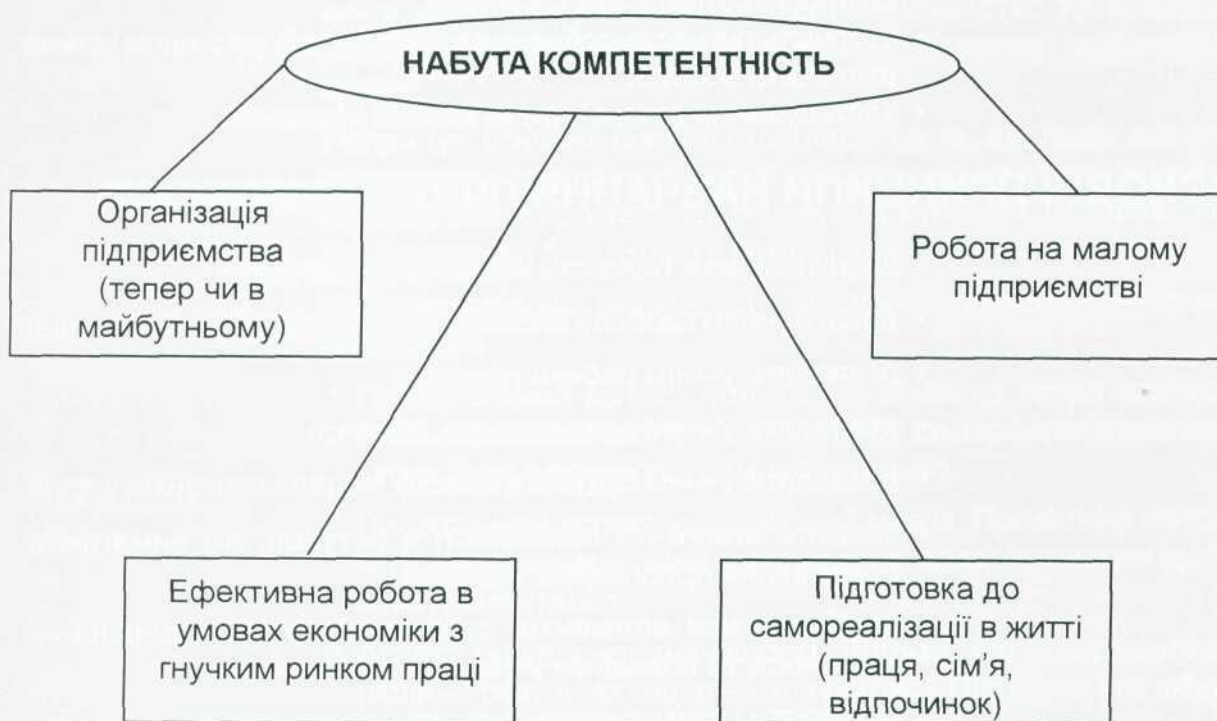 НАБУТА КОМПЕТЕНТНІСТЬ
Організація
підприємства
(тепер чи в
майбутньому)
Робота на малому
підприємстві
Ефективна робота в
умовах економіки з
гнучким ринком праці
Підготовка до
самореалізації в житті
(праця, сім’я,
відпочинок)